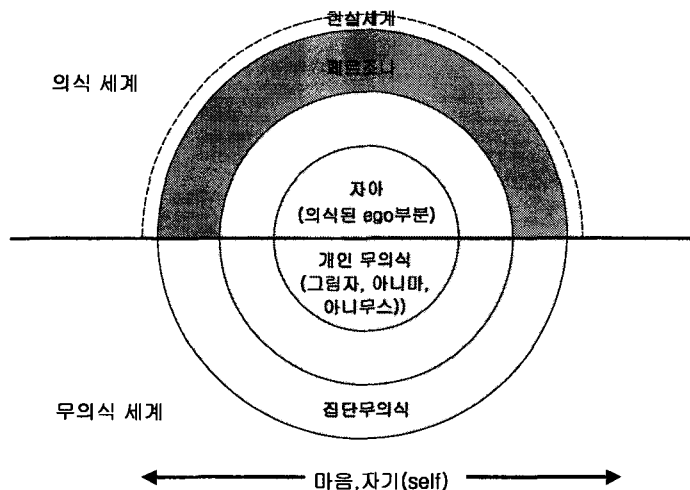 현실세계
페르조나
의식 세계
자아
(의식된 ego부분)
개인 무의식
(그림자, 아니마,
아니무스))
무의식 세계
집단무의식
마음,자기(self)